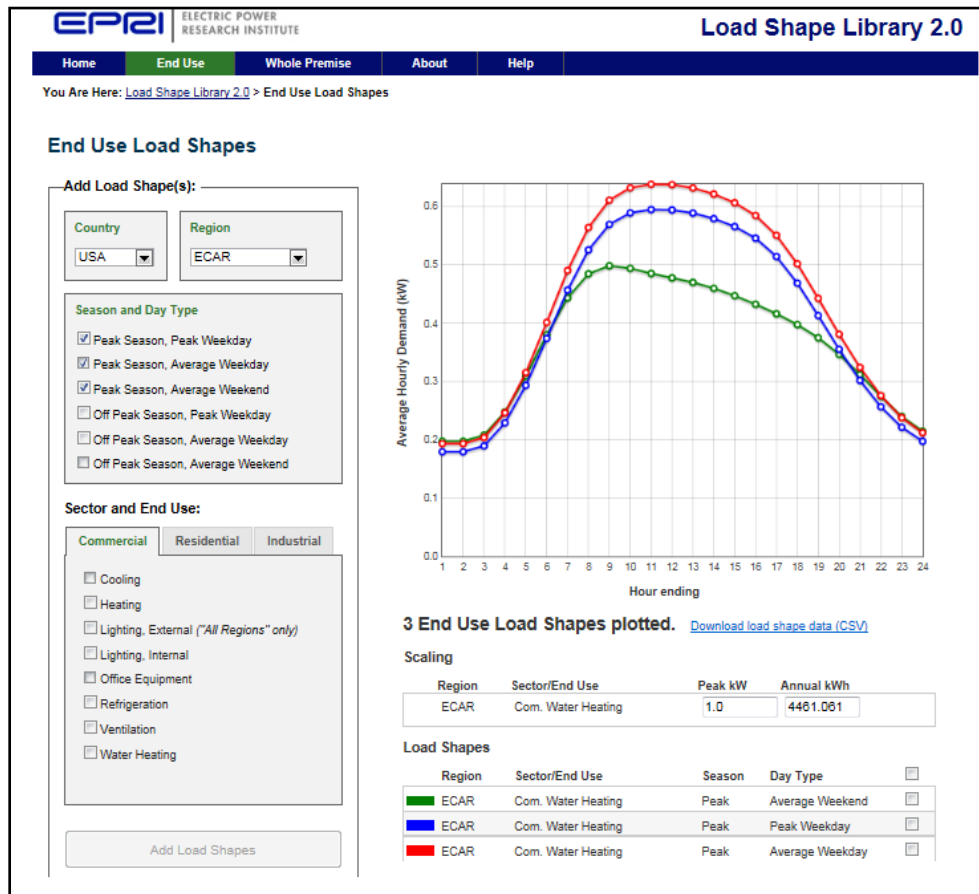 EPRI ELECTRIC POWER
RESEARCH INSTITUTE
Load Shape Library 2.0
Home End Use Whole Premise About Help
You Are Here: Load Shape Library 2.0 > End Use Load Shapes
End Use Load Shapes
Add Load Shape(s):
Country
USA
Region
ECAR
Season and Day Type
Peak Season, Peak Weekday
Peak Season, Average Weekday
Peak Season, Average Weekend
Off Peak Season, Peak Weekday
Off Peak Season, Average Weekday
Off Peak Season, Average Weekend
Sector and End Use:
Commercial Residential Industrial
Cooling
Heating
Lighting, External ("All Regions" only)
Lighting, Internal
Office Equipment
Refrigeration
Ventilation
Water Heating
Add Load Shapes
Average Hourly Demand (kW)
0.6
0.5
0.4
0.3
0.2
0.1
0.0
1 2 3 4 5 6 7 8 9 10 11 12 13 14 15 16 17 18 19 20 21 22 23 24
Hour ending
3 End Use Load Shapes plotted. Download load shape data (CSV)
Scaling
Region Sector/End Use Peak kW Annual kWh
ECAR Com. Water Heating 1.0 4461.061
Load Shapes
Region Sector/End Use Season Day Type
ECAR Com. Water Heating Peak Average Weekend
ECAR Com. Water Heating Peak Peak Weekday
ECAR Com. Water Heating Peak Average Weekday